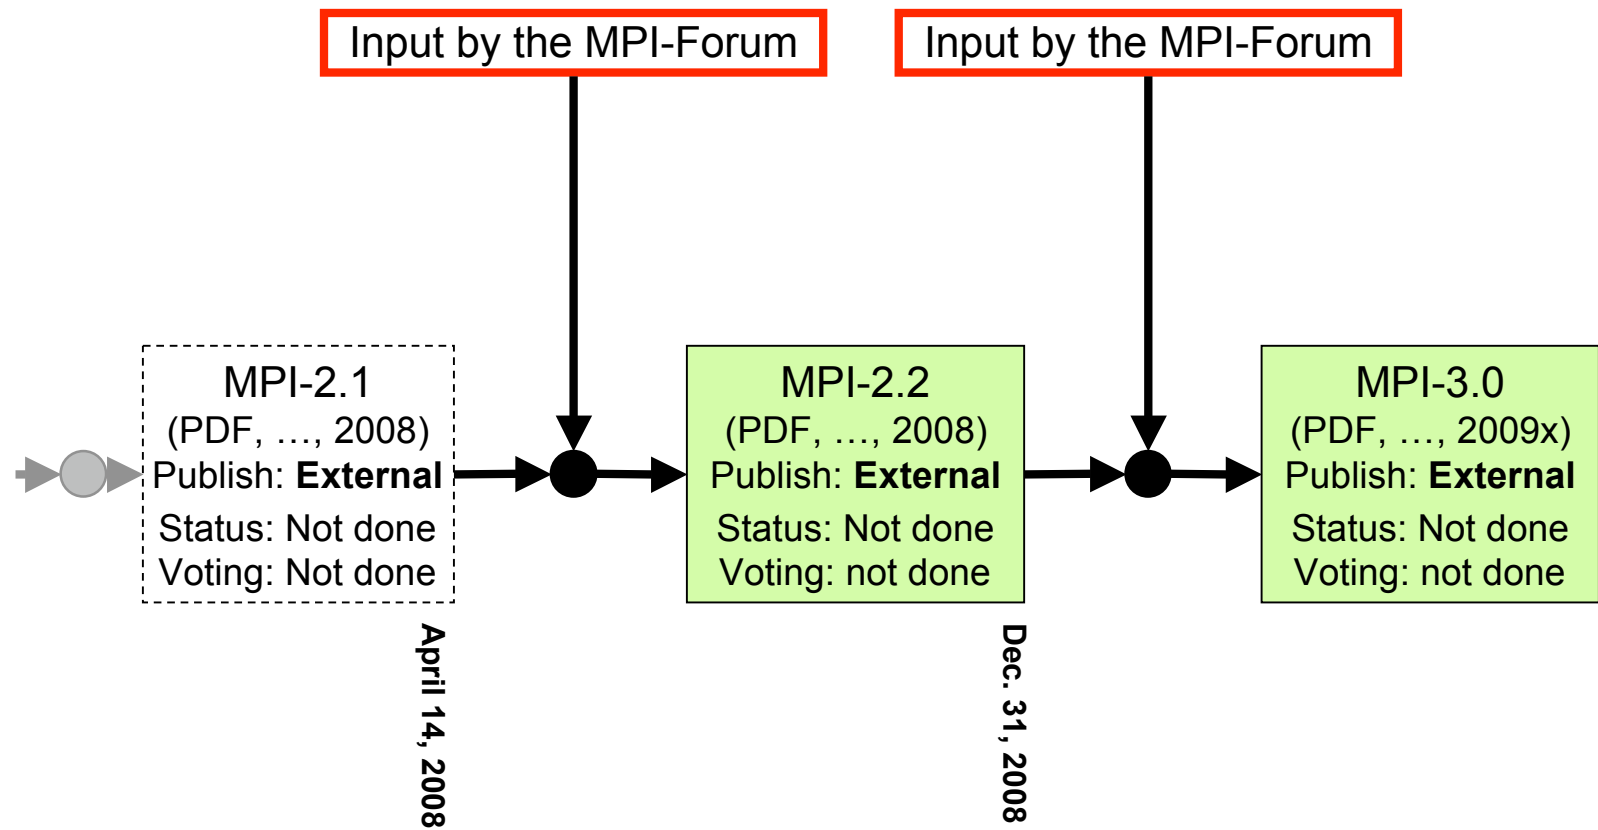 Input by the MPI-Forum
Input by the MPI-Forum
MPI-2.1
(PDF, …, 2008)
Publish: External
Status: Not done
Voting: Not done
April 14, 2008
MPI-2.2
(PDF, …, 2008)
Publish: External
Status: Not done
Voting: not done
Dec. 31, 2008
MPI-3.0
(PDF, …, 2009x)
Publish: External
Status: Not done
Voting: not done